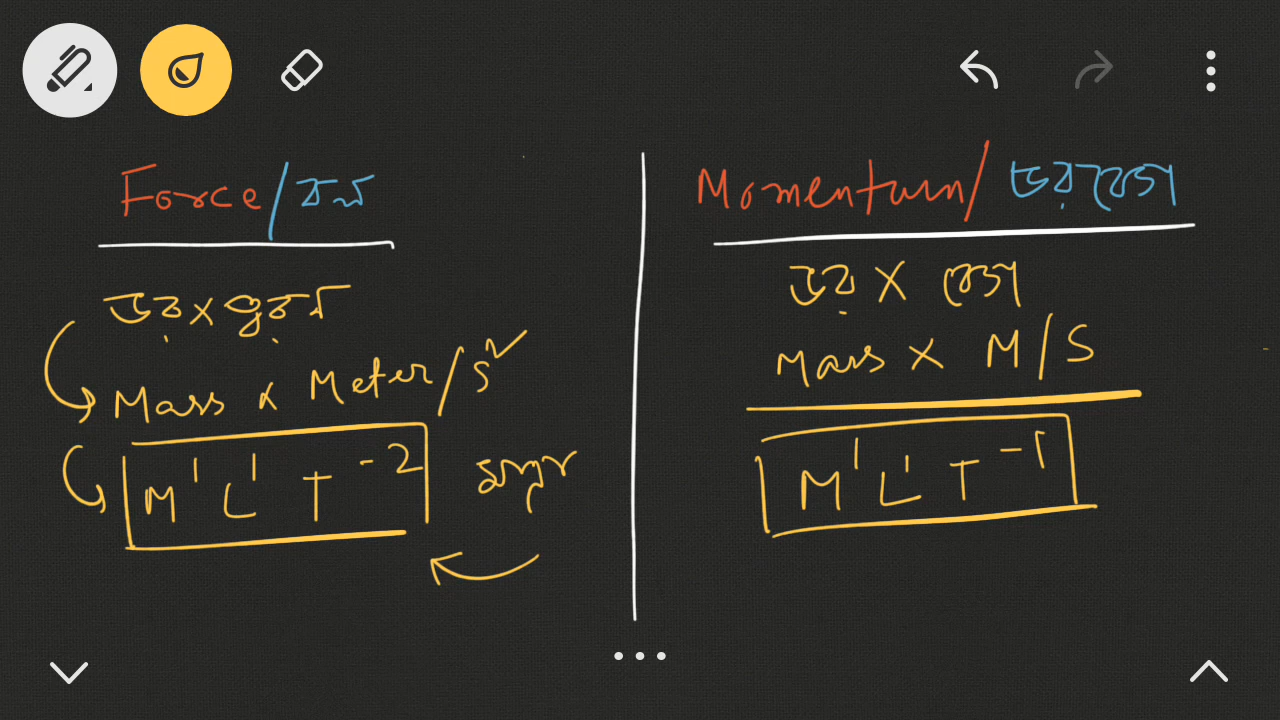 Force/বল
ভর × ত্বরণ
Mass × Meter/s²
M¹ L¹ T⁻²
Momentum/ভরবেগ
ভর × বেগ
Mass × M/S
M¹ L¹ T⁻¹